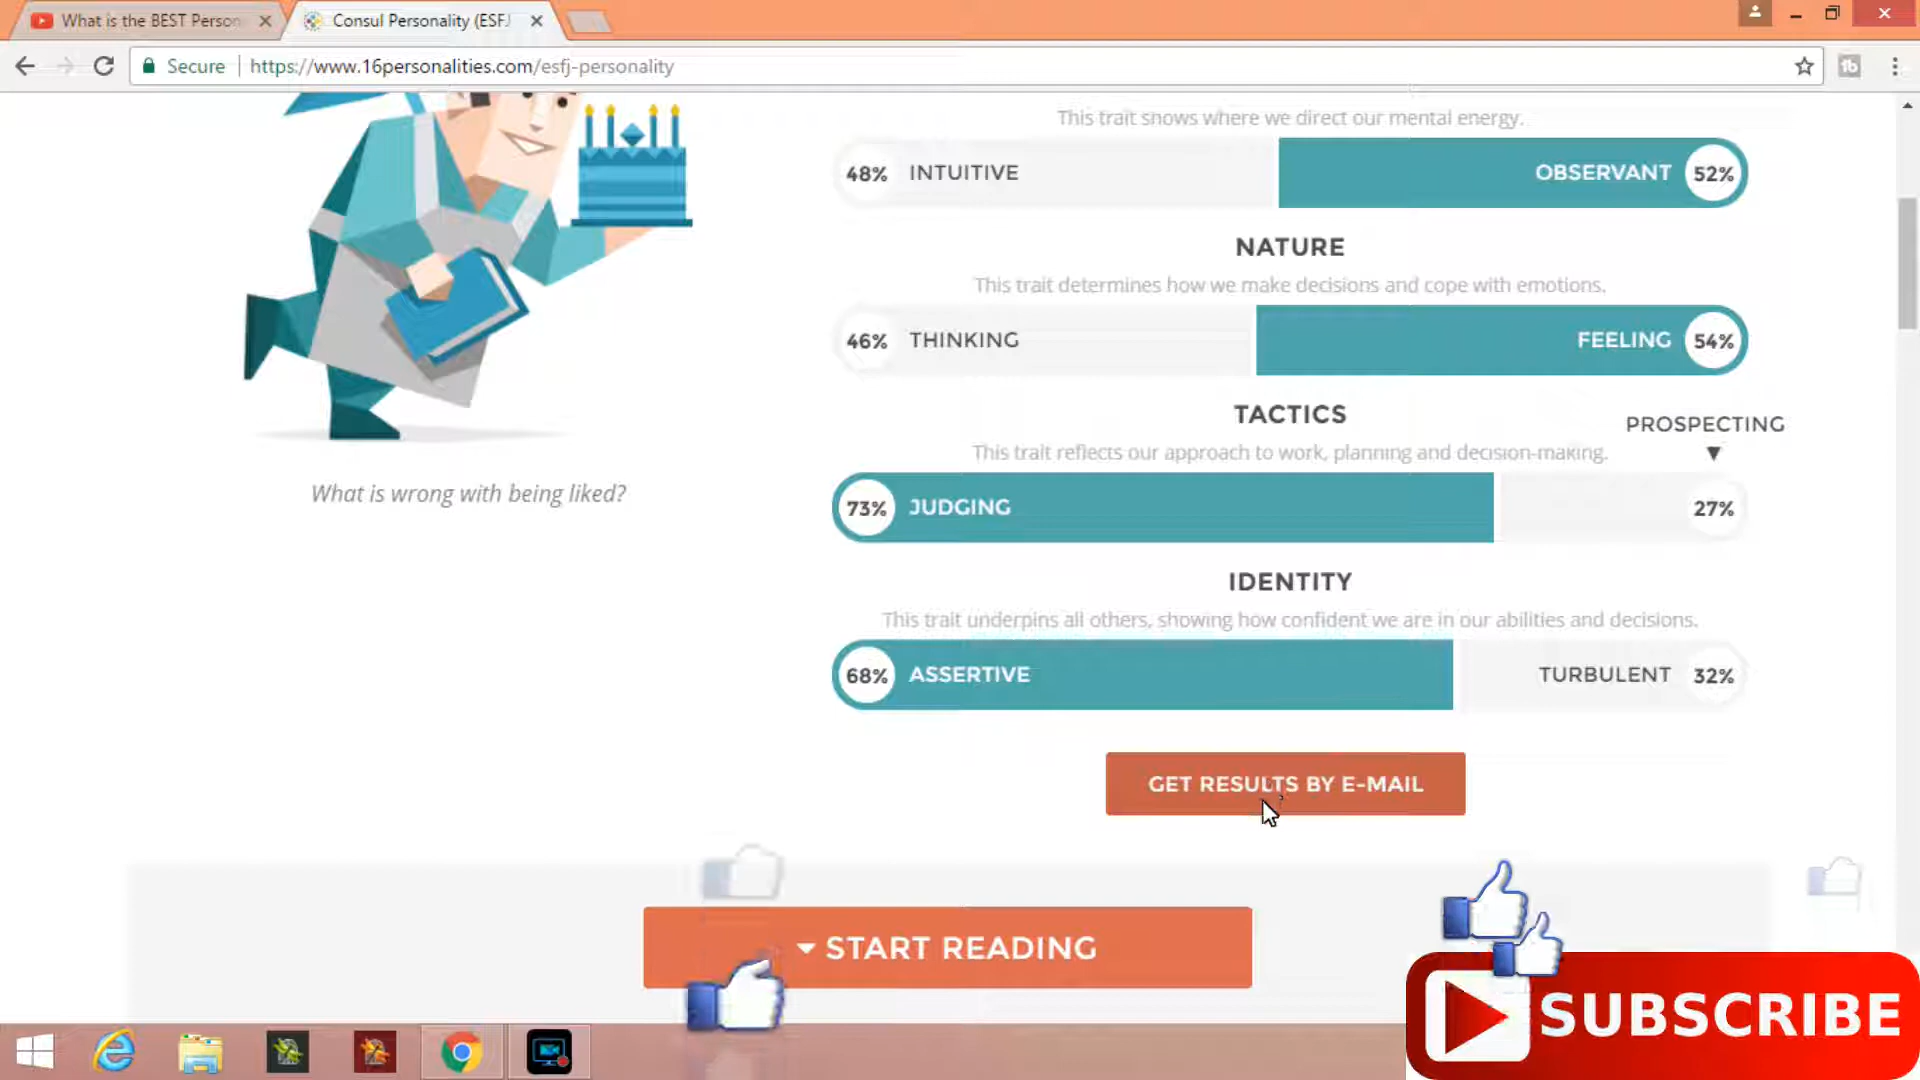 What is the BEST Person
Consul Personality (ESFJ
Secure
https://www.16personalities.com/esfj-personality
This trait shows where we direct our mental energy.
48% INTUITIVE OBSERVANT 52%
NATURE
This trait determines how we make decisions and cope with emotions.
46% THINKING FEELING 54%
TACTICS
PROSPECTING
This trait reflects our approach to work, planning and decision-making.
73% JUDGING 27%
What is wrong with being liked?
IDENTITY
This trait underpins all others, showing how confident we are in our abilities and decisions.
68% ASSERTIVE TURBULENT 32%
GET RESULTS BY E-MAIL
START READING
SUBSCRIBE